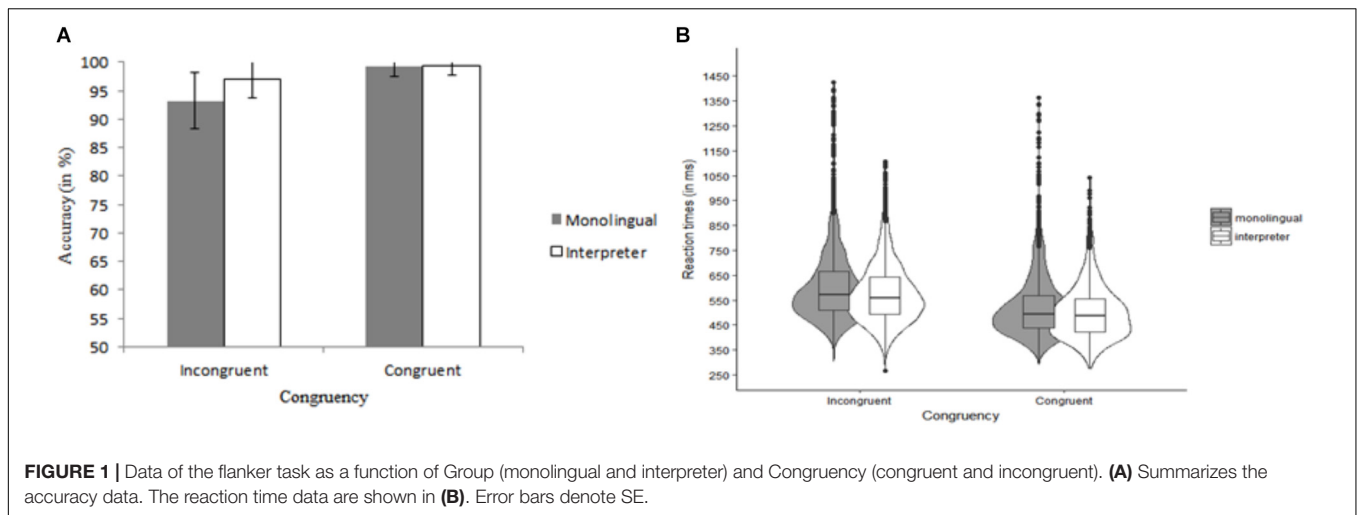 A
100
95
90
85
80
75
70
65
60
55
50
Accuracy (in %)
Incongruent
Congruent
Congruency
Monolingual
Interpreter
B
1450
1350
1250
1150
1050
950
850
750
650
550
450
350
250
Reaction times (in ms)
Incongruent
Congruent
Congruency
monolingual
interpreter
FIGURE 1 | Data of the flanker task as a function of Group (monolingual and interpreter) and Congruency (congruent and incongruent). (A) Summarizes the
accuracy data. The reaction time data are shown in (B). Error bars denote SE.